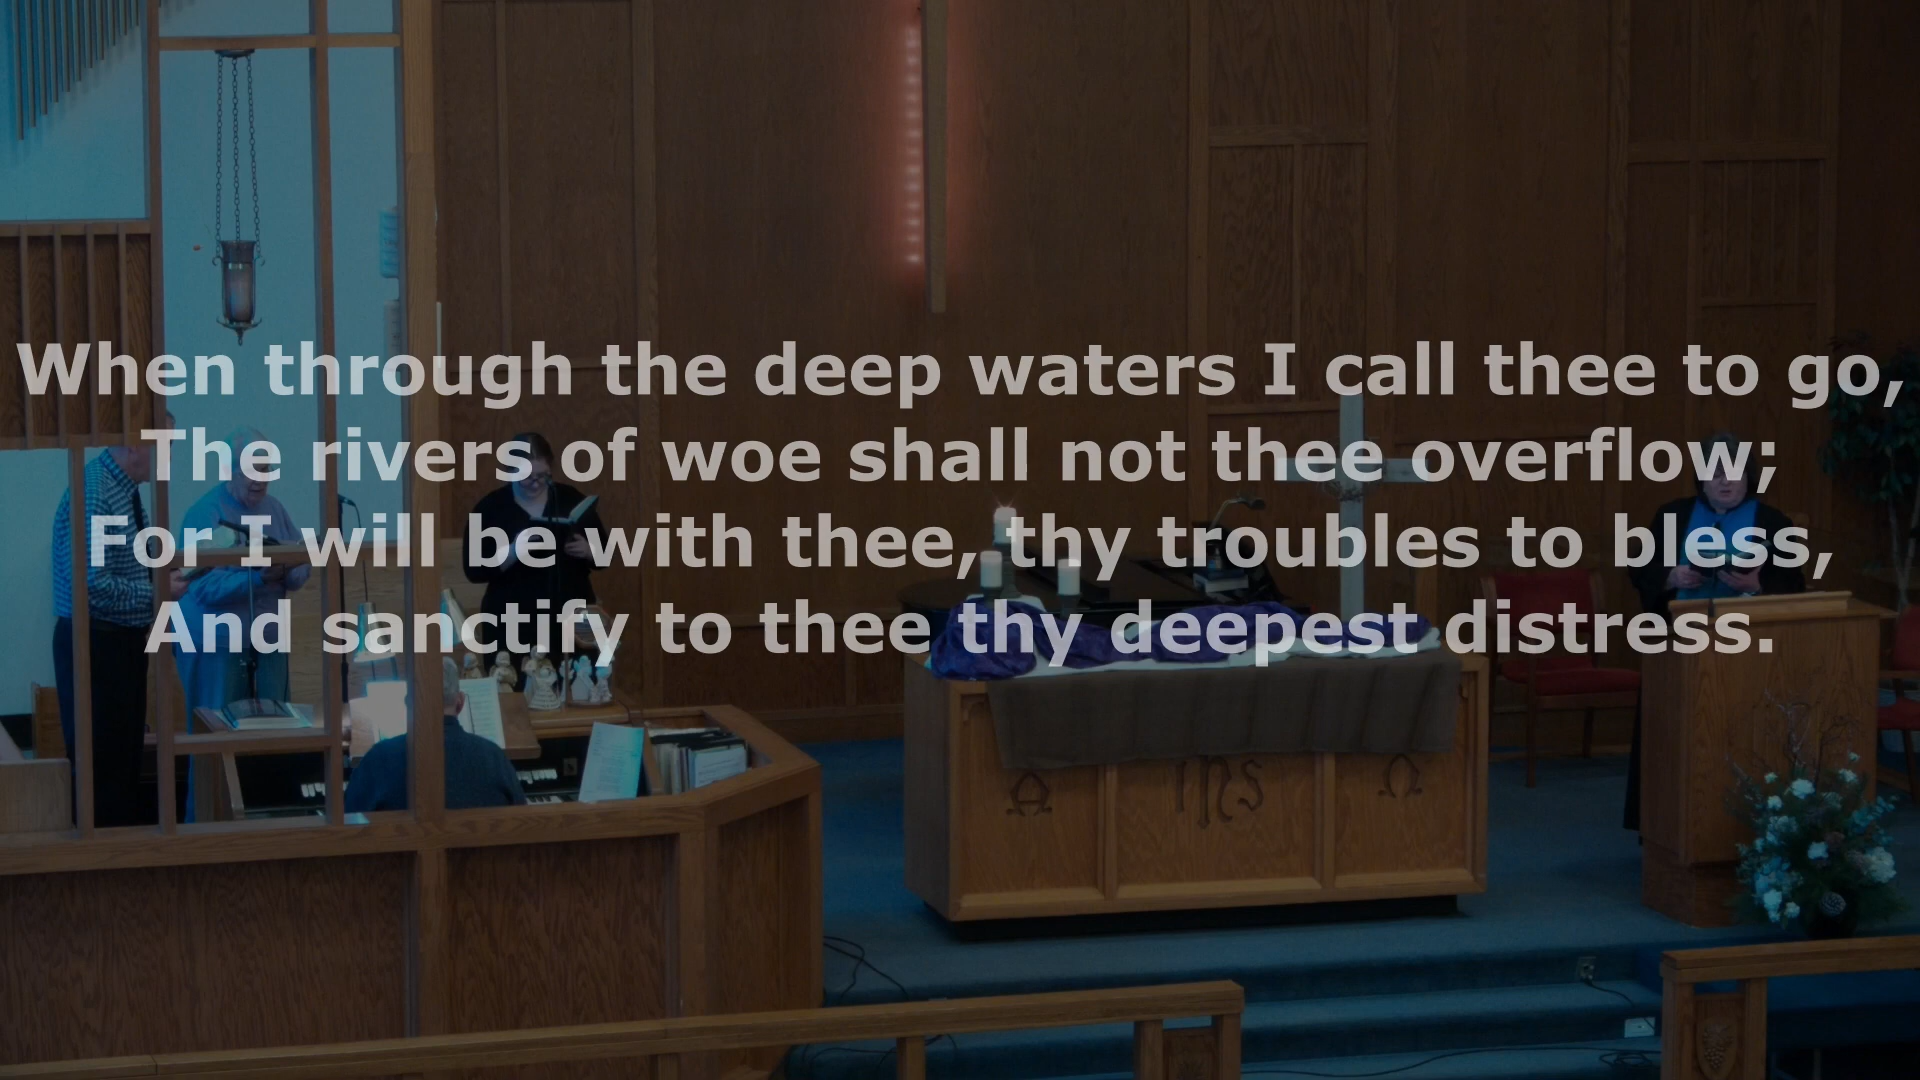 When through the deep waters I call thee to go,
The rivers of woe shall not thee overflow;
For I will be with thee, thy troubles to bless,
And sanctify to thee thy deepest distress.
Α IHS Ω